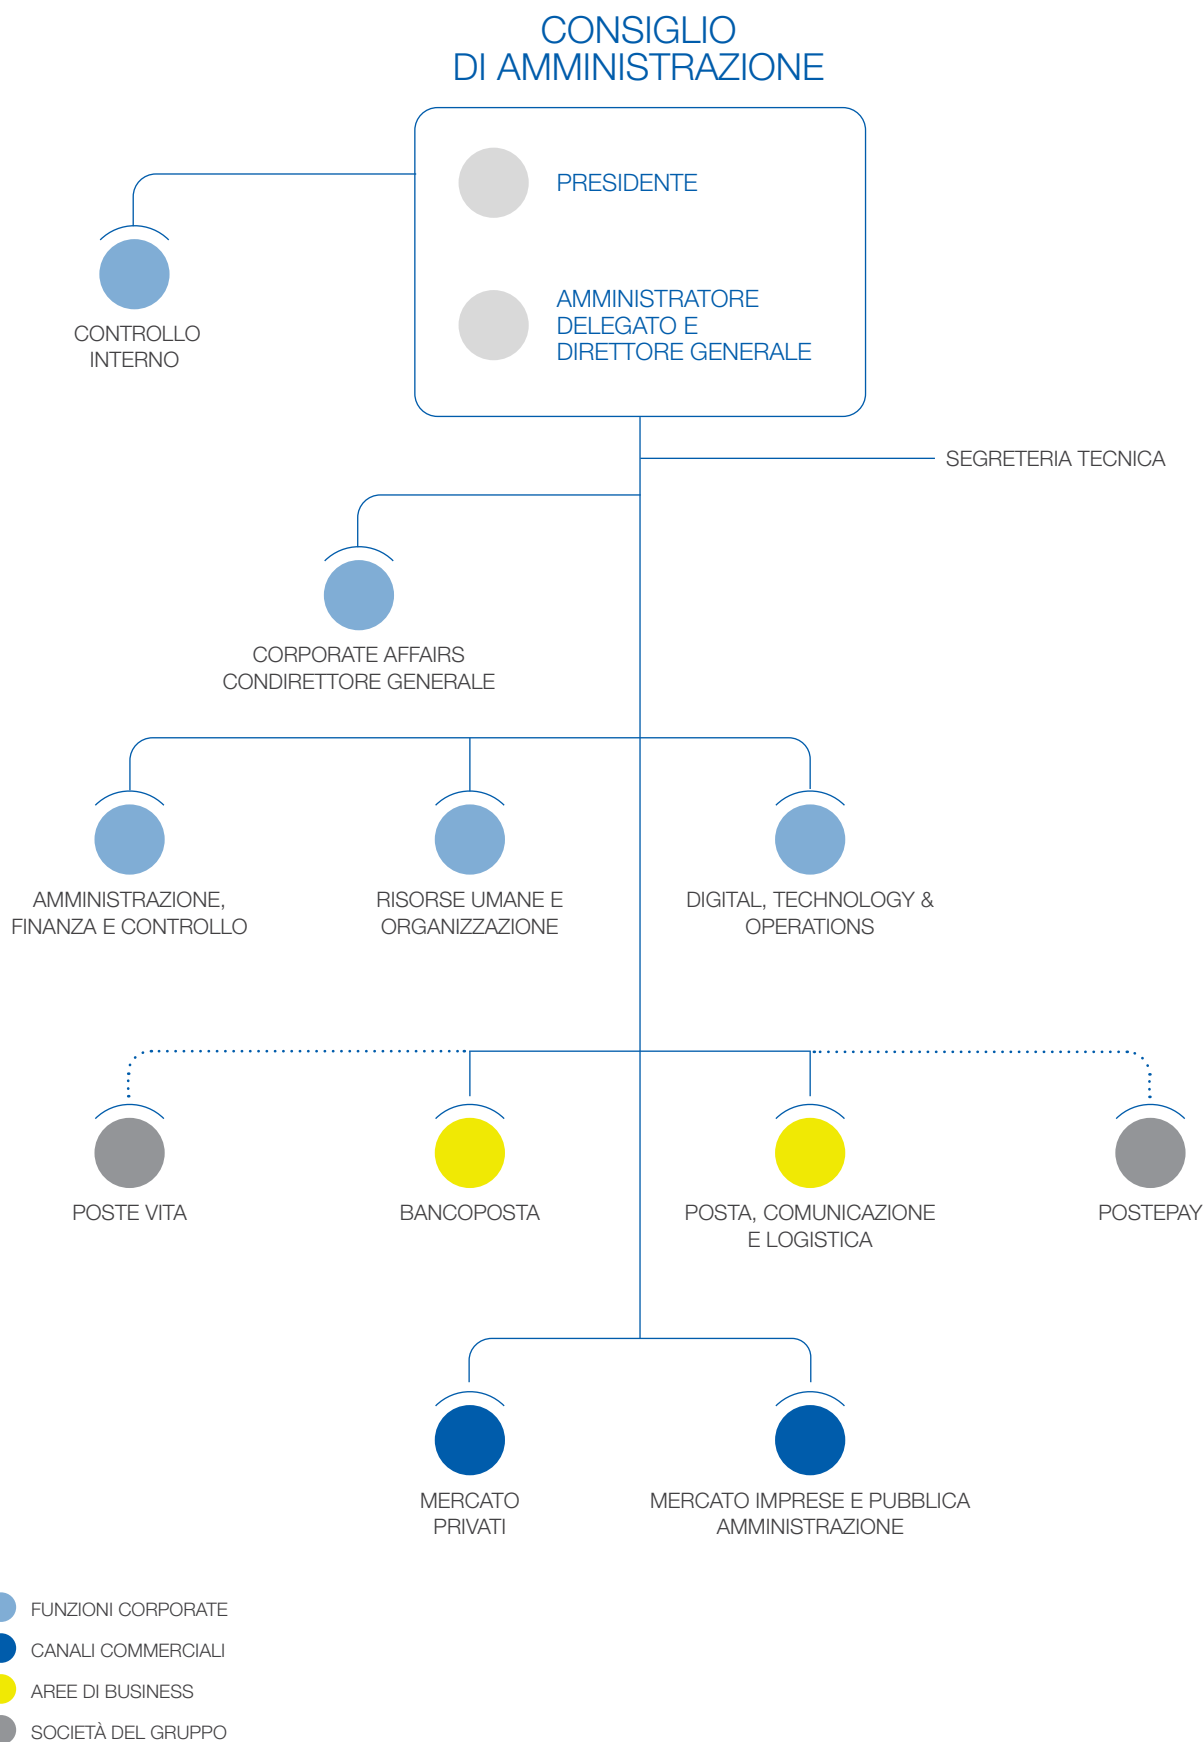 CONSIGLIO
DI AMMINISTRAZIONE
PRESIDENTE
AMMINISTRATORE
DELEGATO E
DIRETTORE GENERALE
CONTROLLO
INTERNO
SEGRETERIA TECNICA
CORPORATE AFFAIRS
CONDIRETTORE GENERALE
AMMINISTRAZIONE,
FINANZA E CONTROLLO
RISORSE UMANE E
ORGANIZZAZIONE
DIGITAL, TECHNOLOGY &
OPERATIONS
POSTE VITA
BANCOPOSTA
POSTA, COMUNICAZIONE
E LOGISTICA
POSTEPAY
MERCATO
PRIVATI
MERCATO IMPRESE E PUBBLICA
AMMINISTRAZIONE
FUNZIONI CORPORATE
CANALI COMMERCIALI
AREE DI BUSINESS
SOCIETÀ DEL GRUPPO